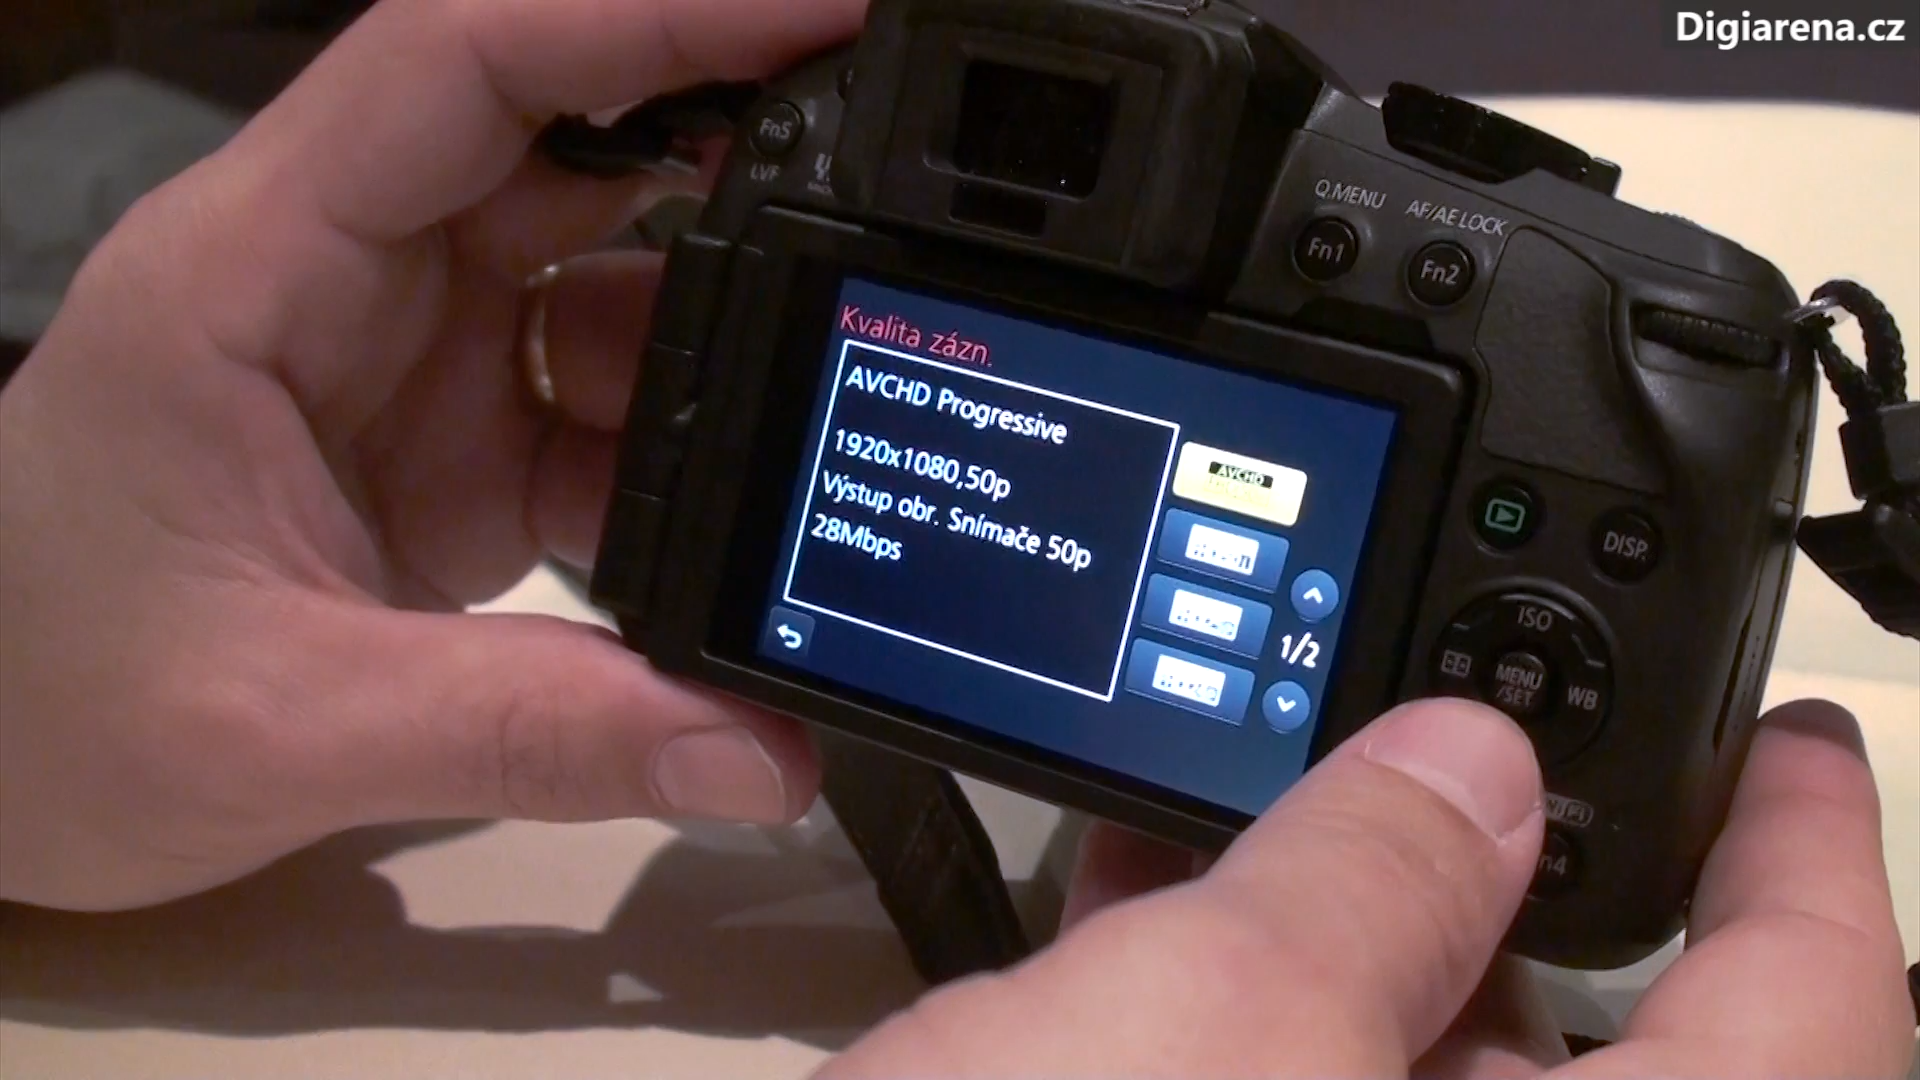 Digiarena.cz
Fn5
LVF
Q.MENU
AF/AE LOCK
Fn1
Fn2
Kvalita zázn.
AVCHD Progressive
1920x1080,50p
Výstup obr. Snímače 50p
28Mbps
AVCHD
1/2
DISP.
ISO
MENU
/SET
WB